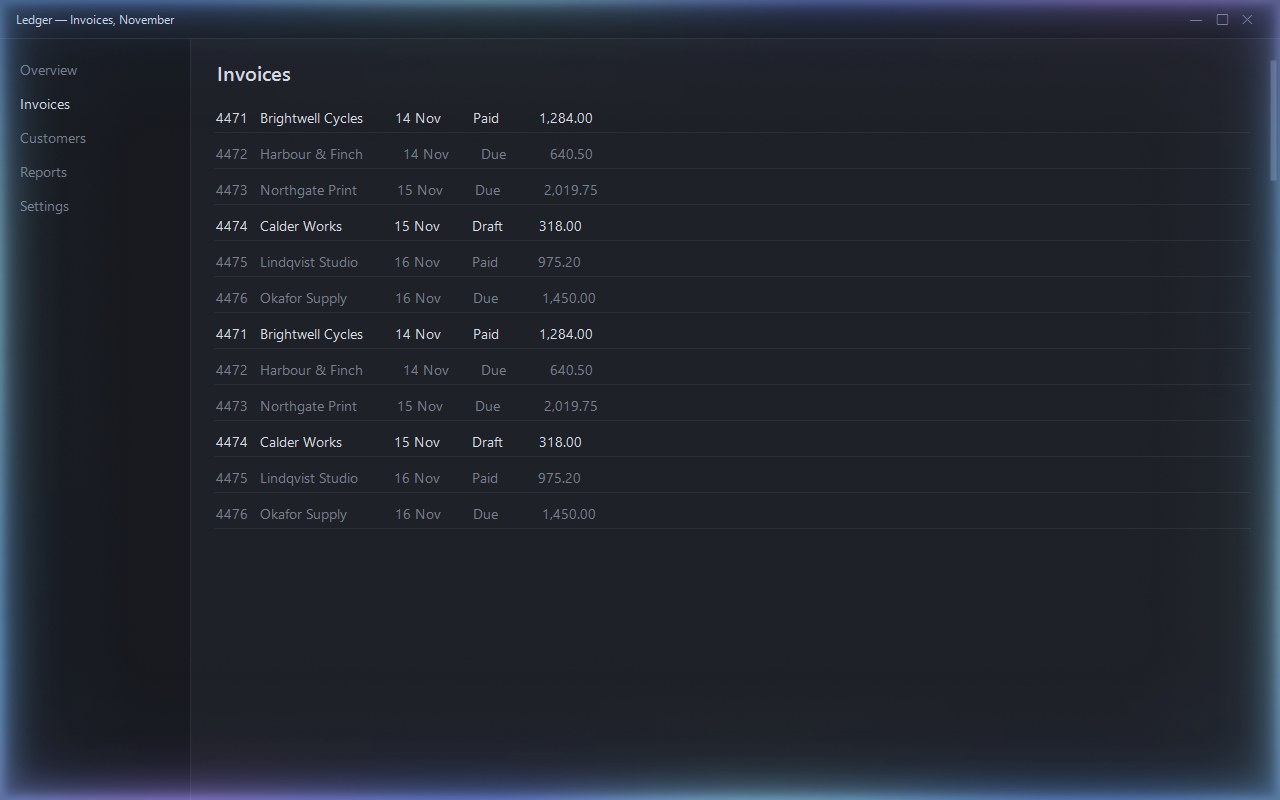 Ledger — Invoices, November
Overview
Invoices
Customers
Reports
Settings
Invoices
4471 Brightwell Cycles 14 Nov Paid 1,284.00
4472 Harbour & Finch 14 Nov Due 640.50
4473 Northgate Print 15 Nov Due 2,019.75
4474 Calder Works 15 Nov Draft 318.00
4475 Lindqvist Studio 16 Nov Paid 975.20
4476 Okafor Supply 16 Nov Due 1,450.00
4471 Brightwell Cycles 14 Nov Paid 1,284.00
4472 Harbour & Finch 14 Nov Due 640.50
4473 Northgate Print 15 Nov Due 2,019.75
4474 Calder Works 15 Nov Draft 318.00
4475 Lindqvist Studio 16 Nov Paid 975.20
4476 Okafor Supply 16 Nov Due 1,450.00